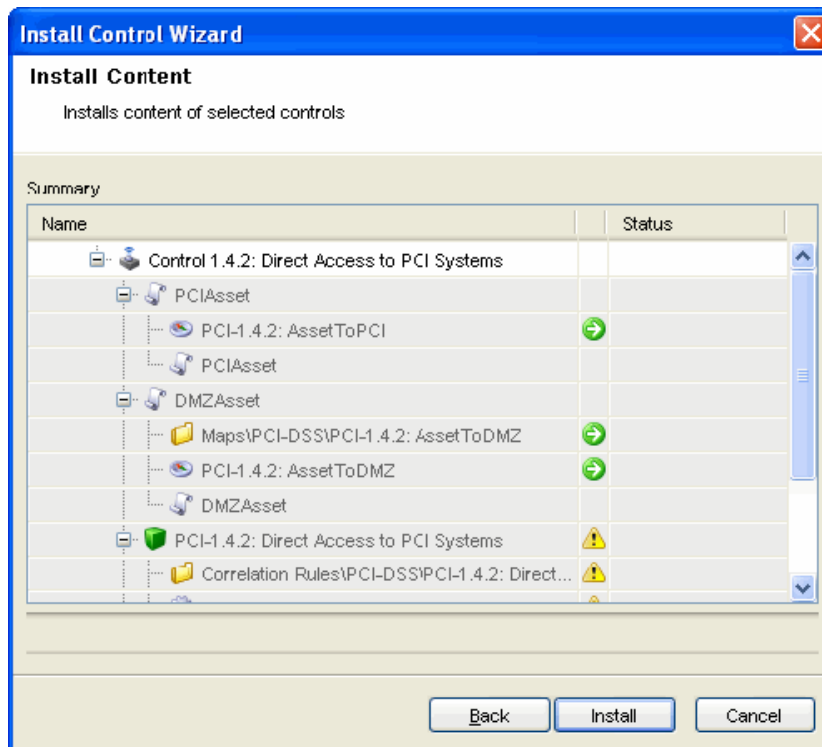 Install Control Wizard
Install Content
Installs content of selected controls
Summary
Name Status
Control 1.4.2: Direct Access to PCI Systems
PCIAsset
PCI-1.4.2: AssetToPCI
PCIAsset
DMZAsset
Maps\PCI-DSS\PCI-1.4.2: AssetToDMZ
PCI-1.4.2: AssetToDMZ
DMZAsset
PCI-1.4.2: Direct Access to PCI Systems
Correlation Rules\PCI-DSS\PCI-1.4.2: Direct...
Back Install Cancel